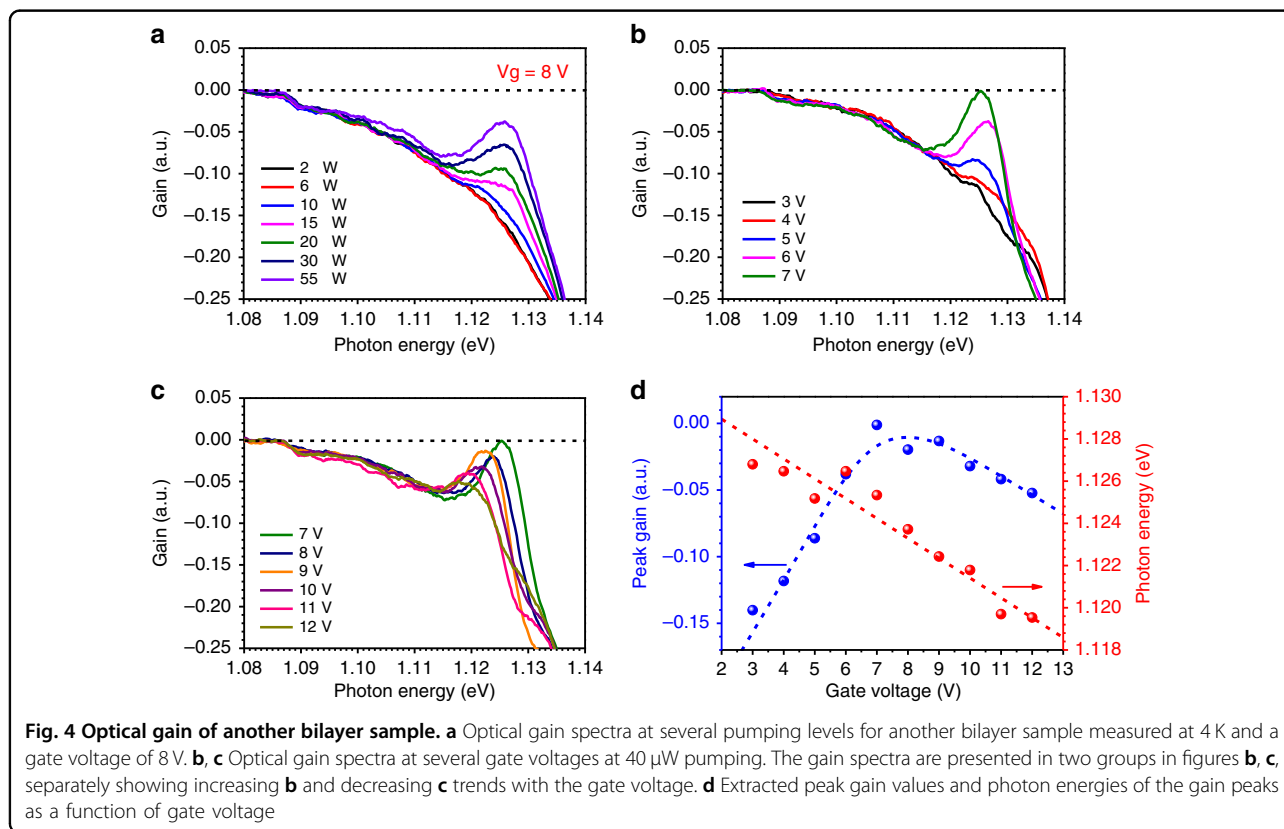 a
0.05
0.00
−0.05
−0.10
−0.15
−0.20
−0.25
Gain (a.u.)
Vg = 8 V
2 W
6 W
10 W
15 W
20 W
30 W
55 W
1.08 1.09 1.10 1.11 1.12 1.13 1.14
Photon energy (eV)
b
0.05
0.00
−0.05
−0.10
−0.15
−0.20
−0.25
Gain (a.u.)
3 V
4 V
5 V
6 V
7 V
1.08 1.09 1.10 1.11 1.12 1.13 1.14
Photon energy (eV)
c
0.05
0.00
−0.05
−0.10
−0.15
−0.20
−0.25
Gain (a.u.)
7 V
8 V
9 V
10 V
11 V
12 V
1.08 1.09 1.10 1.11 1.12 1.13 1.14
Photon energy (eV)
d
0.00
−0.05
−0.10
−0.15
Peak gain (a.u.)
1.130
1.128
1.126
1.124
1.122
1.120
1.118
Photon energy (eV)
2 3 4 5 6 7 8 9 10 11 12 13
Gate voltage (V)
Fig. 4 Optical gain of another bilayer sample. a Optical gain spectra at several pumping levels for another bilayer sample measured at 4 K and a
gate voltage of 8 V. b, c Optical gain spectra at several gate voltages at 40 µW pumping. The gain spectra are presented in two groups in figures b, c,
separately showing increasing b and decreasing c trends with the gate voltage. d Extracted peak gain values and photon energies of the gain peaks
as a function of gate voltage